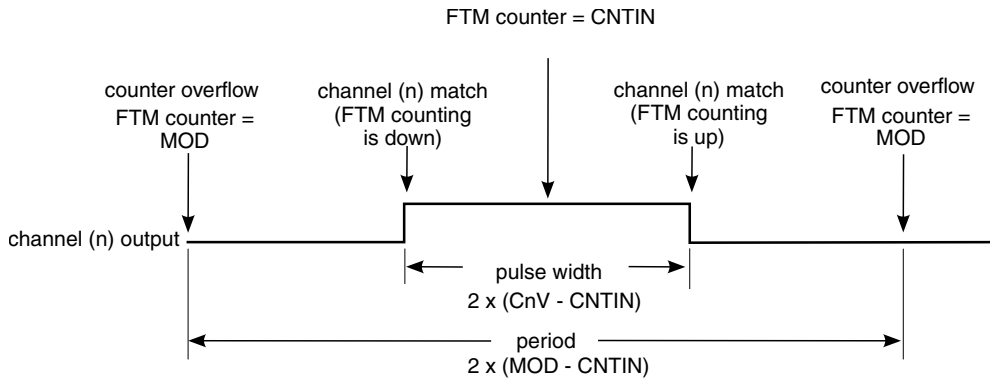 FTM counter = CNTIN
counter overflow
FTM counter =
MOD
channel (n) match
(FTM counting
is down)
channel (n) match
(FTM counting
is up)
counter overflow
FTM counter =
MOD
channel (n) output
pulse width
2 x (CnV - CNTIN)
period
2 x (MOD - CNTIN)